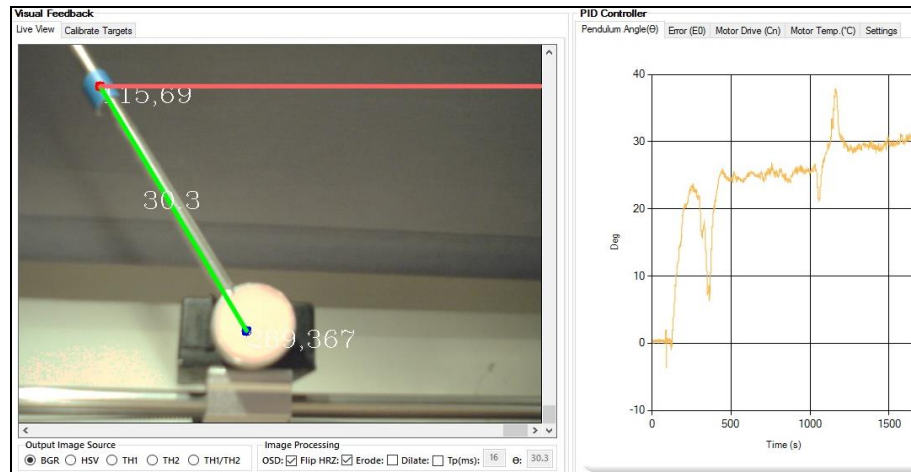 Visual Feedback
Live View Calibrate Targets
115,69
30.3
289,367
Output Image Source
BGR HSV TH1 TH2 TH1/TH2
Image Processing
OSD: Flip HRZ: Erode: Dilate: Tp(ms): 16 Θ: 30.3
PID Controller
Pendulum Angle(Θ) Error (E0) Motor Drive (Cn) Motor Temp.(°C) Settings
40
30
20
10
0
-10
Deg
0 500 1000 1500
Time (s)